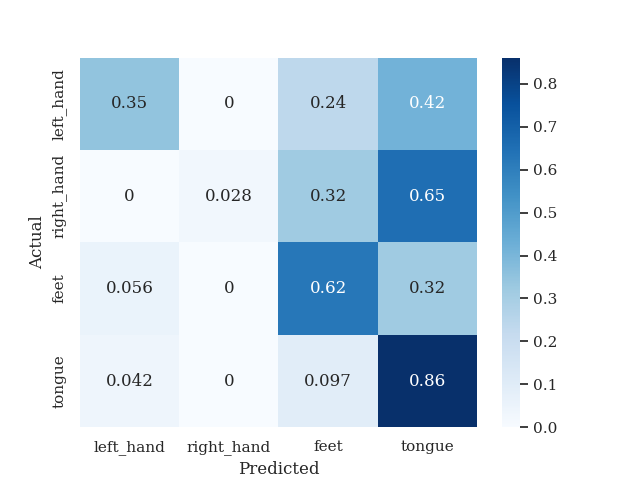 Actual
left_hand 0.35 0 0.24 0.42
right_hand 0 0.028 0.32 0.65
feet 0.056 0 0.62 0.32
tongue 0.042 0 0.097 0.86
left_hand right_hand feet tongue
Predicted
0.8
0.7
0.6
0.5
0.4
0.3
0.2
0.1
0.0